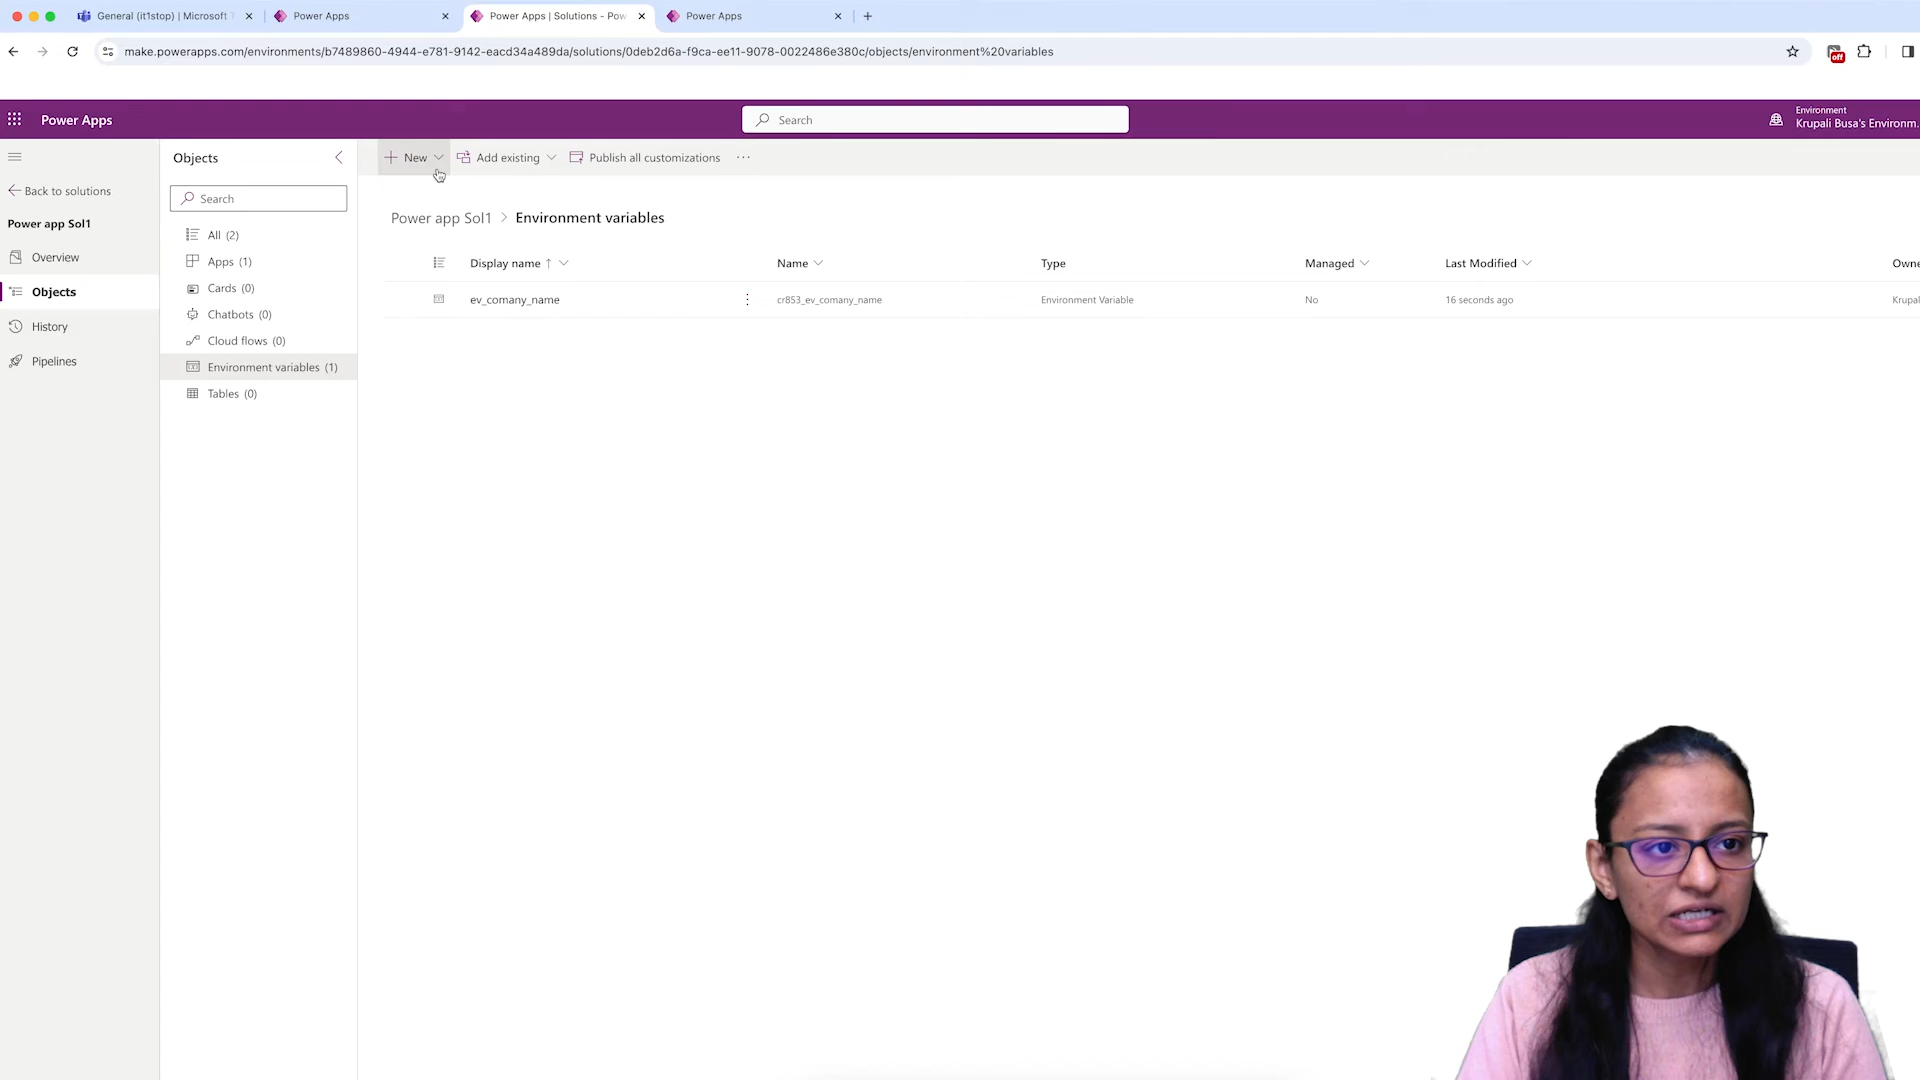 General (it1stop) | Microsoft T
Power Apps
Power Apps | Solutions - Pow
Power Apps
make.powerapps.com/environments/b7489860-4944-e781-9142-eacd34a489da/solutions/0deb2d6a-f9ca-ee11-9078-0022486e380c/objects/environment%20variables
off
Power Apps
Search
Environment
Krupali Busa's Environm...
Back to solutions
Power app Sol1
Overview
Objects
History
Pipelines
Objects
Search
All (2)
Apps (1)
Cards (0)
Chatbots (0)
Cloud flows (0)
Environment variables (1)
Tables (0)
New
Add existing
Publish all customizations
Power app Sol1 > Environment variables
Display name ↑ Name Type Managed Last Modified Owne
ev_comany_name cr853_ev_comany_name Environment Variable No 16 seconds ago Krupal